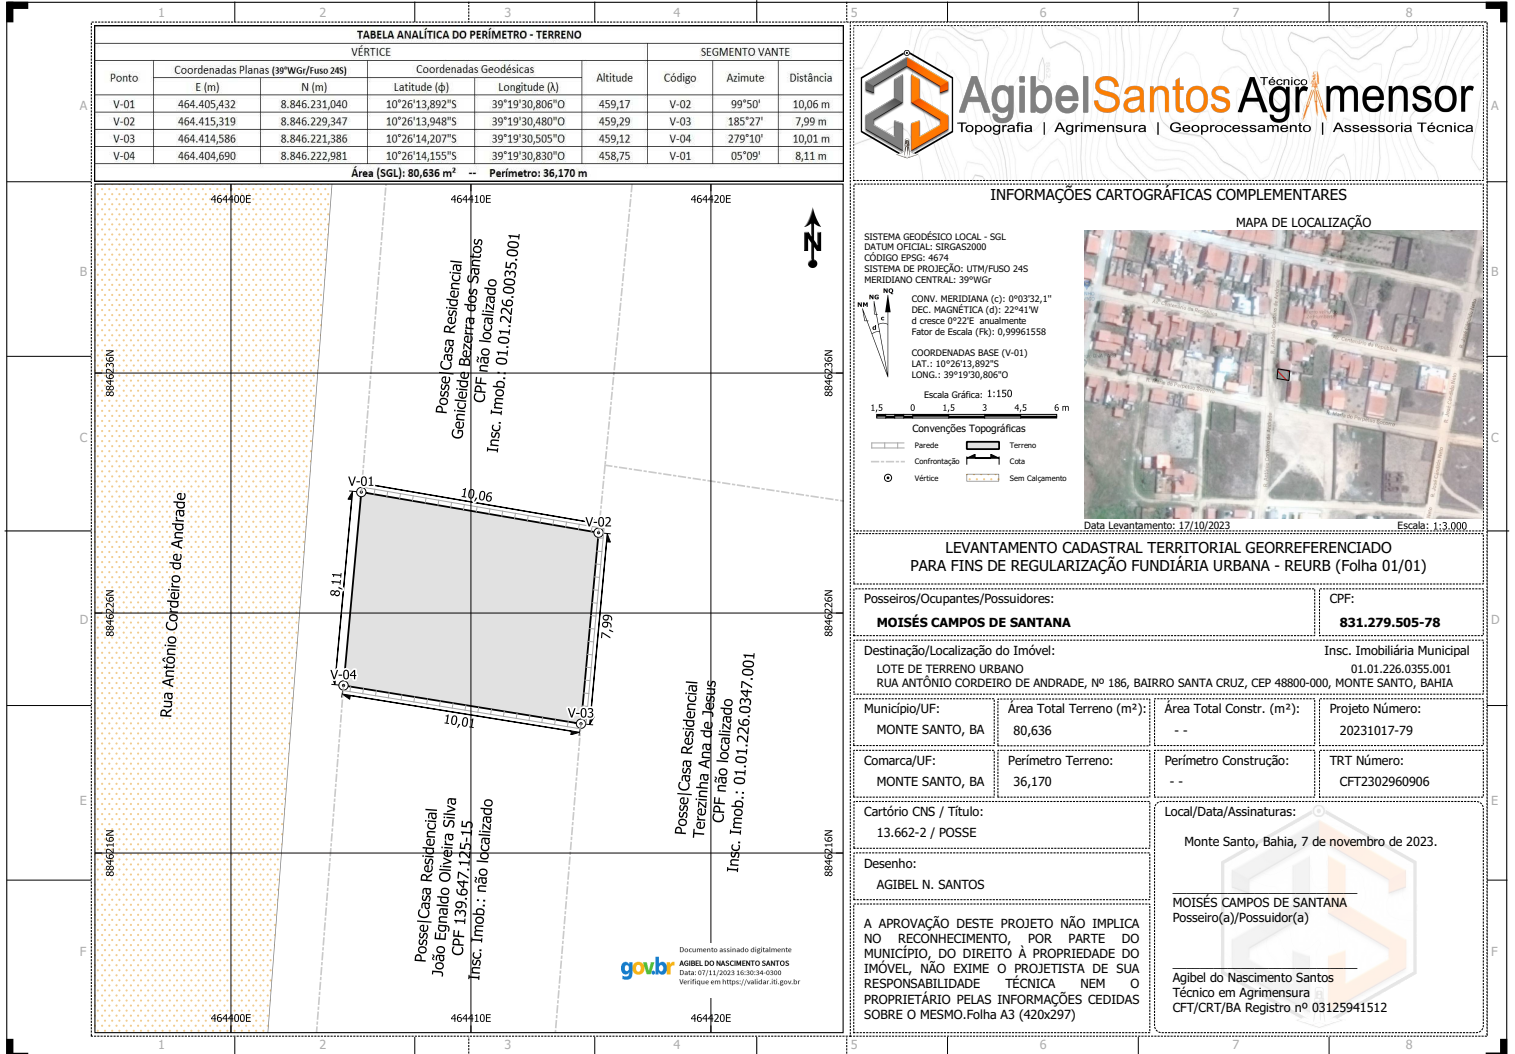 1 2 3 4 5 6 7 8
TABELA ANALÍTICA DO PERÍMETRO - TERRENO
VÉRTICE SEGMENTO VANTE
Ponto Coordenadas Planas (39°WGr/Fuso 24S) Coordenadas Geodésicas Altitude Código Azimute Distância
E (m) N (m) Latitude (ϕ) Longitude (λ)
V-01 464.405,432 8.846.231,040 10°26'13,892"S 39°19'30,806"O 459,17 V-02 99°50' 10,06 m
V-02 464.415,319 8.846.229,347 10°26'13,948"S 39°19'30,480"O 459,29 V-03 185°27' 7,99 m
V-03 464.414,586 8.846.221,386 10°26'14,207"S 39°19'30,505"O 459,12 V-04 279°10' 10,01 m
V-04 464.404,690 8.846.222,981 10°26'14,155"S 39°19'30,830"O 458,75 V-01 05°09' 8,11 m
Área (SGL): 80,636 m² -- Perímetro: 36,170 m
A
B
C
D
E
F
464400E 464410E 464420E
N
8846236N 8846236N
8846226N 8846226N
8846216N 8846216N
Posse|Casa Residencial
Genicleide Bezerra dos Santos
CPF não localizado
Insc. Imob.: 01.01.226.0035.001
Rua Antônio Cordeiro de Andrade
V-01
10,06
V-02
8,11
7,99
V-04
10,01
V-03
Posse|Casa Residencial
Terezinha Ana de Jesus
CPF não localizado
Insc. Imob.: 01.01.226.0347.001
Posse|Casa Residencial
João Egnaldo Oliveira Silva
CPF 139.647.125-15
Insc. Imob.: não localizado
gov.br
Documento assinado digitalmente
AGIBEL DO NASCIMENTO SANTOS
Data: 07/11/2023 16:30:34-0300
Verifique em https://validar.iti.gov.br
464400E 464410E 464420E
AgibelSantos Técnico Agrimensor
Topografia | Agrimensura | Geoprocessamento | Assessoria Técnica
INFORMAÇÕES CARTOGRÁFICAS COMPLEMENTARES
MAPA DE LOCALIZAÇÃO
SISTEMA GEODÉSICO LOCAL - SGL
DATUM OFICIAL: SIRGAS2000
CÓDIGO EPSG: 4674
SISTEMA DE PROJEÇÃO: UTM/FUSO 24S
MERIDIANO CENTRAL: 39°WGr
NM NG NQ
d c
CONV. MERIDIANA (c): 0°03'32,1"
DEC. MAGNÉTICA (d): 22°41'W
d cresce 0°22'E anualmente
Fator de Escala (Fk): 0,99961558
COORDENADAS BASE (V-01)
LAT.: 10°26'13,892"S
LONG.: 39°19'30,806"O
Escala Gráfica: 1:150
1,5 0 1,5 3 4,5 6 m
Convenções Topográficas
Parede Terreno
Confrontação Cota
Vértice Sem Calçamento
Data Levantamento: 17/10/2023 Escala: 1:3.000
LEVANTAMENTO CADASTRAL TERRITORIAL GEORREFERENCIADO
PARA FINS DE REGULARIZAÇÃO FUNDIÁRIA URBANA - REURB (Folha 01/01)
Posseiros/Ocupantes/Possuidores: CPF:
MOISÉS CAMPOS DE SANTANA 831.279.505-78
Destinação/Localização do Imóvel: Insc. Imobiliária Municipal
LOTE DE TERRENO URBANO 01.01.226.0355.001
RUA ANTÔNIO CORDEIRO DE ANDRADE, Nº 186, BAIRRO SANTA CRUZ, CEP 48800-000, MONTE SANTO, BAHIA
Município/UF: Área Total Terreno (m²): Área Total Constr. (m²): Projeto Número:
MONTE SANTO, BA 80,636 - - 20231017-79
Comarca/UF: Perímetro Terreno: Perímetro Construção: TRT Número:
MONTE SANTO, BA 36,170 - - CFT2302960906
Cartório CNS / Título:
13.662-2 / POSSE
Desenho:
AGIBEL N. SANTOS
A APROVAÇÃO DESTE PROJETO NÃO IMPLICA
NO RECONHECIMENTO, POR PARTE DO
MUNICÍPIO, DO DIREITO À PROPRIEDADE DO
IMÓVEL, NÃO EXIME O PROJETISTA DE SUA
RESPONSABILIDADE TÉCNICA NEM O
PROPRIETÁRIO PELAS INFORMAÇÕES CEDIDAS
SOBRE O MESMO.Folha A3 (420x297)
Local/Data/Assinaturas:
Monte Santo, Bahia, 7 de novembro de 2023.
MOISÉS CAMPOS DE SANTANA
Posseiro(a)/Possuidor(a)
Agibel do Nascimento Santos
Técnico em Agrimensura
CFT/CRT/BA Registro nº 03125941512
A
B
C
D
E
F
1 2 3 4 5 6 7 8